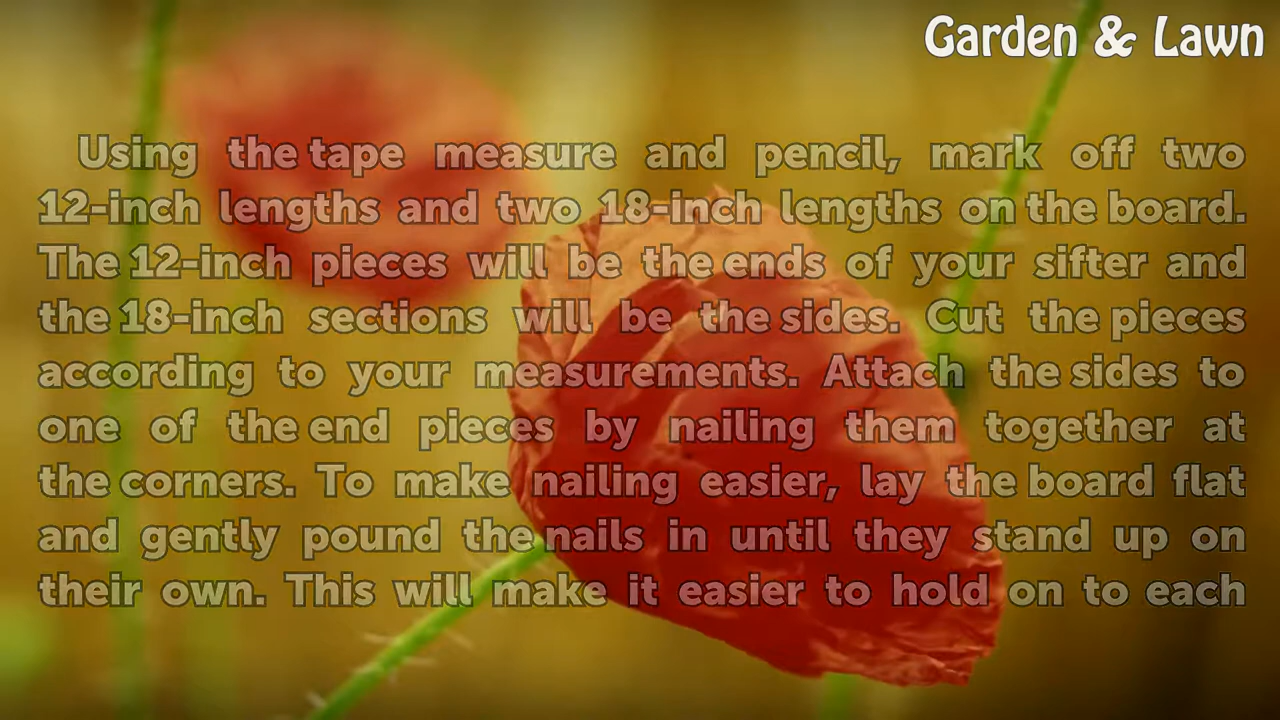 Garden & Lawn
Using the tape measure and pencil, mark off two
12-inch lengths and two 18-inch lengths on the board.
The 12-inch pieces will be the ends of your sifter and
the 18-inch sections will be the sides. Cut the pieces
according to your measurements. Attach the sides to
one of the end pieces by nailing them together at
the corners. To make nailing easier, lay the board flat
and gently pound the nails in until they stand up on
their own. This will make it easier to hold on to each